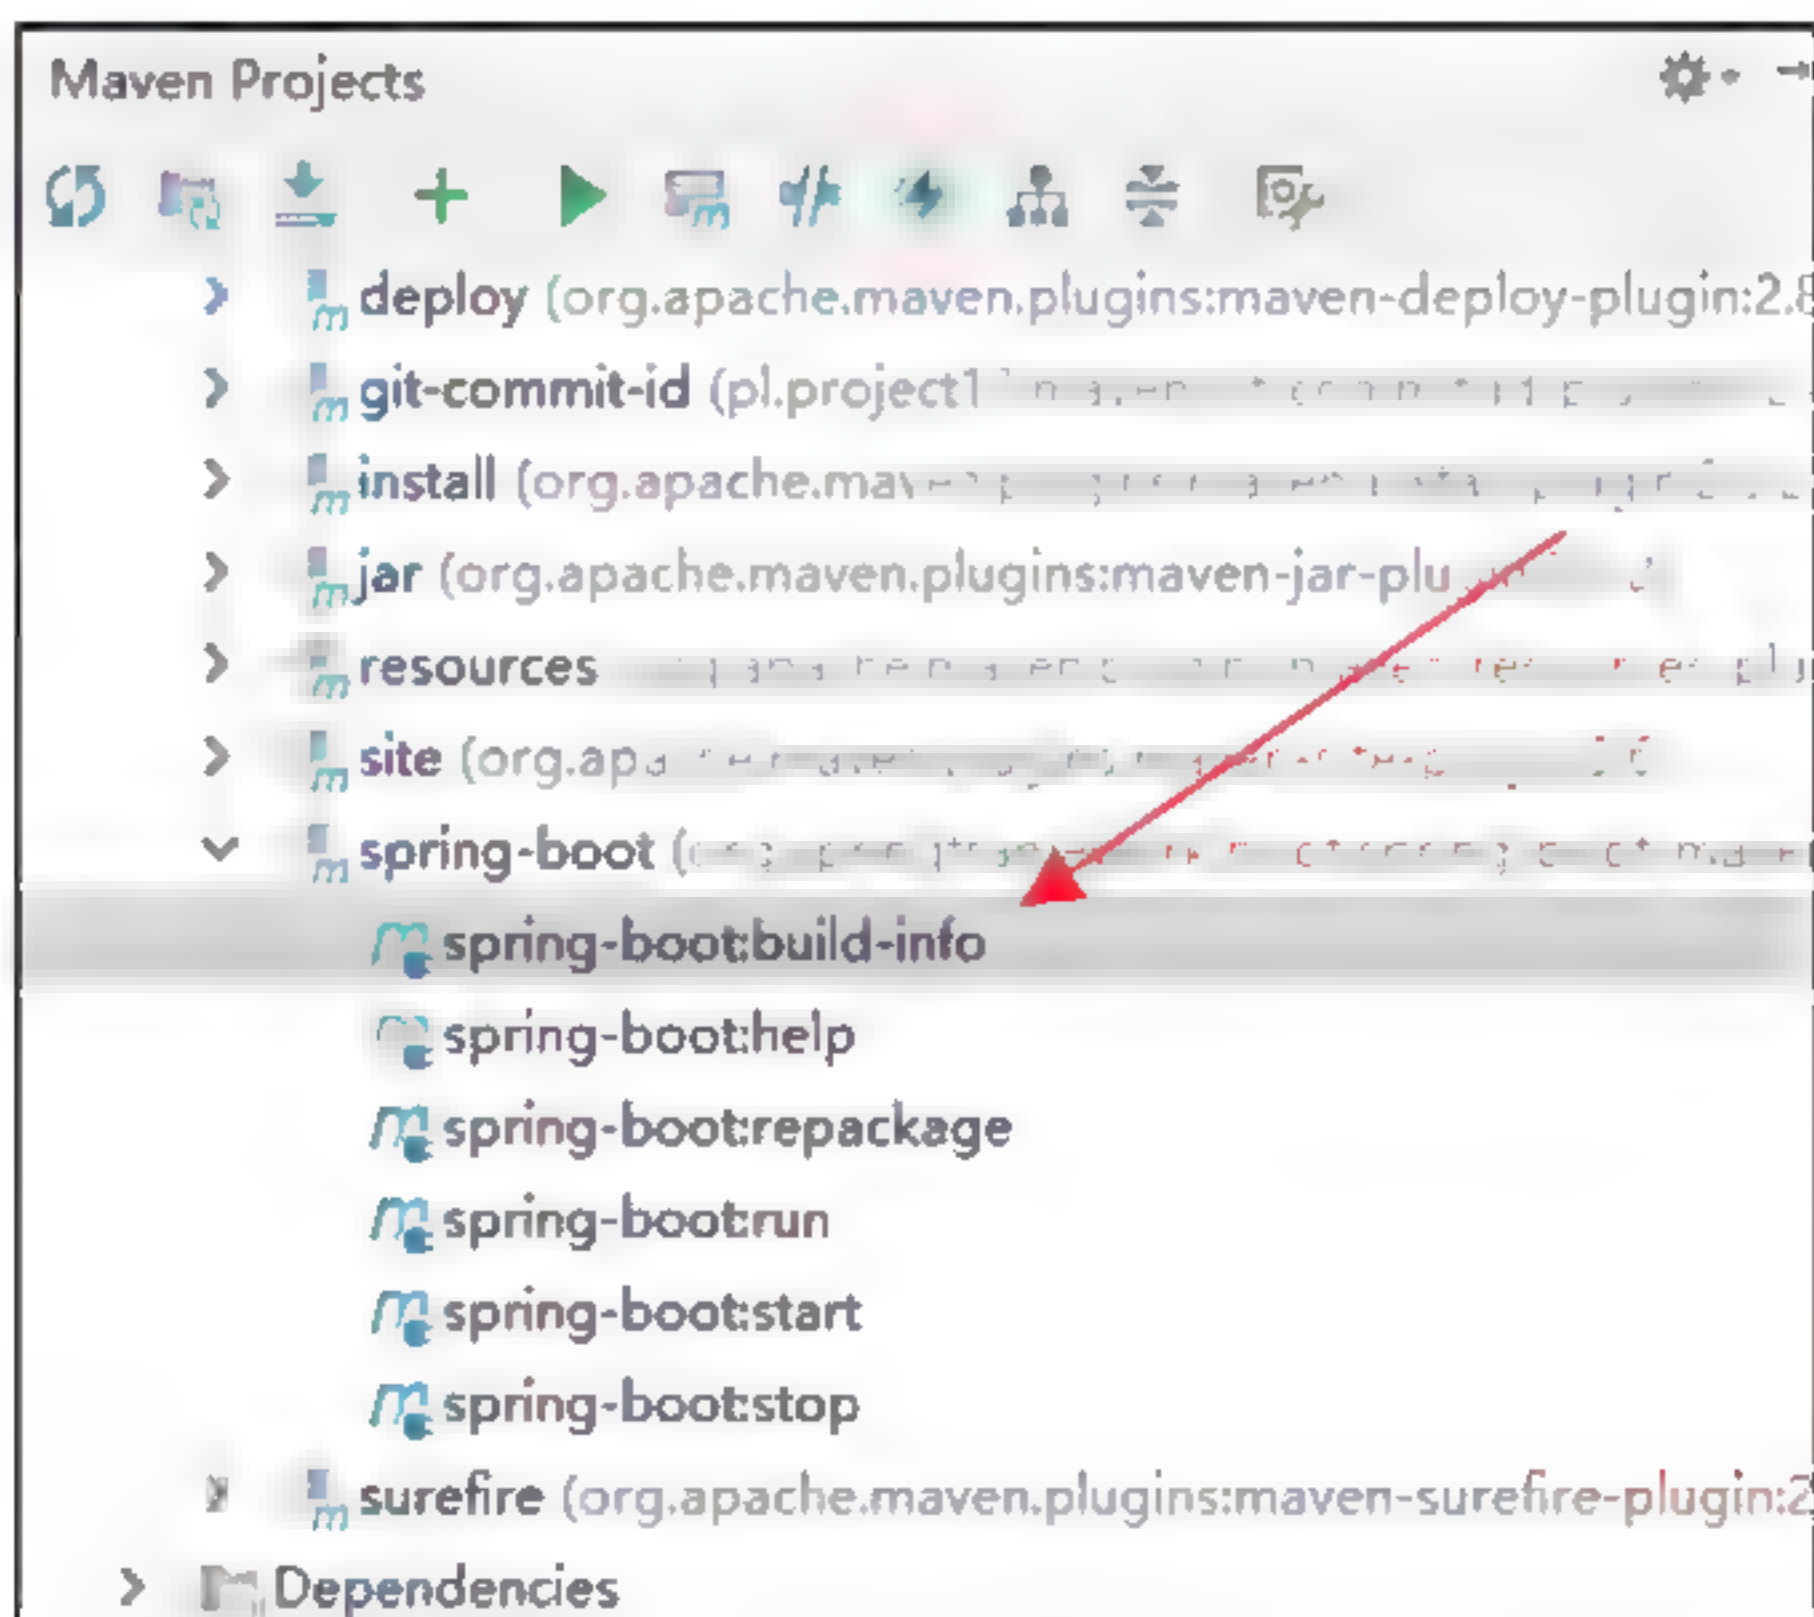 Maven Projects
deploy (org.apache.maven.plugins:maven-deploy-plugin:2.8
git-commit-id (pl.project1
install (org.apache.mav
jar (org.apache.maven.plugins:maven-jar-plu
resources
site (org.apa
spring-boot (
spring-boot:build-info
spring-boot:help
spring-boot:repackage
spring-boot:run
spring-boot:start
spring-boot:stop
surefire (org.apache.maven.plugins:maven-surefire-plugin:2
Dependencies